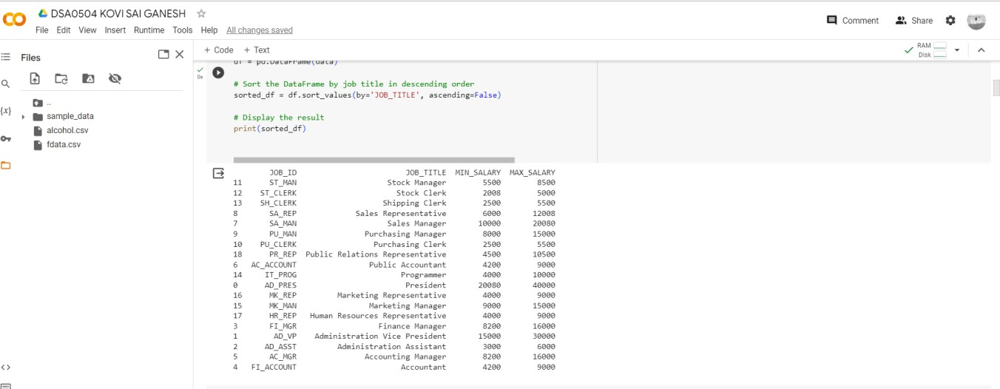 DSA0504 KOVI SAI GANESH
File Edit View Insert Runtime Tools Help All changes saved
Comment Share
Files
+ Code + Text
RAM
Disk
{x}
..
sample_data
alcohol.csv
fdata.csv
<>
0s
df = pd.DataFrame(data)
# Sort the DataFrame by job title in descending order
sorted_df = df.sort_values(by='JOB_TITLE', ascending=False)
# Display the result
print(sorted_df)
JOB_ID JOB_TITLE MIN_SALARY MAX_SALARY
11 ST_MAN Stock Manager 5500 8500
12 ST_CLERK Stock Clerk 2008 5000
13 SH_CLERK Shipping Clerk 2500 5500
8 SA_REP Sales Representative 6000 12008
7 SA_MAN Sales Manager 10000 20080
9 PU_MAN Purchasing Manager 8000 15000
10 PU_CLERK Purchasing Clerk 2500 5500
18 PR_REP Public Relations Representative 4500 10500
6 AC_ACCOUNT Public Accountant 4200 9000
14 IT_PROG Programmer 4000 10000
0 AD_PRES President 20080 40000
16 MK_REP Marketing Representative 4000 9000
15 MK_MAN Marketing Manager 9000 15000
17 HR_REP Human Resources Representative 4000 9000
3 FI_MGR Finance Manager 8200 16000
1 AD_VP Administration Vice President 15000 30000
2 AD_ASST Administration Assistant 3000 6000
5 AC_MGR Accounting Manager 8200 16000
4 FI_ACCOUNT Accountant 4200 9000